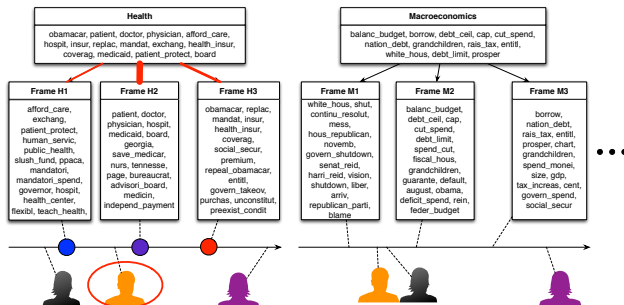 Health
obamacar, patient, doctor, physician, afford_care,
hospit, insur, replac, mandat, exchang, health_insur,
coverag, medicaid, patient_protect, board
Macroeconomics
balanc_budget, borrow, debt_ceil, cap, cut_spend,
nation_debt, grandchildren, rais_tax, entitl,
white_hous, debt_limit, prosper
Frame H1
afford_care,
exchang,
patient_protect,
human_servic,
public_health,
slush_fund, ppaca,
mandatori,
mandatori_spend,
governor, hospit,
health_center,
flexibl, teach_health,
Frame H2
patient, doctor,
physician, hospit,
medicaid, board,
georgia,
save_medicar,
nurs, tennesse,
page, bureaucrat,
advisori_board,
medicin,
independ_payment
Frame H3
obamacar, replac,
mandat, insur,
health_insur,
coverag,
social_secur,
premium,
repeal_obamacar,
entitl,
govern_takeov,
purchas, unconstitut,
preexist_condit
Frame M1
white_hous, shut,
continu_resolut,
mess,
hous_republican,
novemb,
govern_shutdown,
senat_reid,
harri_reid, vision,
shutdown, liber,
arriv,
republican_parti,
blame
Frame M2
balanc_budget,
debt_ceil, cap,
cut_spend,
debt_limit,
spend_cut,
fiscal_hous,
grandchildren,
guarante, default,
august, obama,
deficit_spend, rein,
feder_budget
Frame M3
borrow,
nation_debt,
rais_tax, entitl,
prosper, chart,
grandchildren,
spend_monei,
size, gdp,
tax_increas, cent,
govern_spend,
social_secur